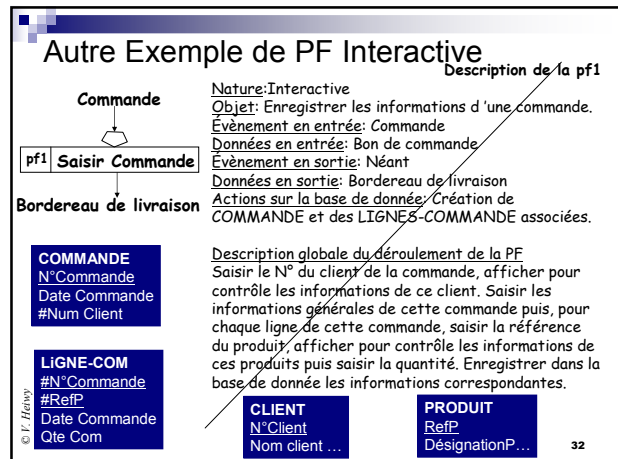 Autre Exemple de PF Interactive
Description de la pf1
Commande
pf1 Saisir Commande
Bordereau de livraison
Nature:Interactive
Objet: Enregistrer les informations d 'une commande.
Évènement en entrée: Commande
Données en entrée: Bon de commande
Évènement en sortie: Néant
Données en sortie: Bordereau de livraison
Actions sur la base de donnée: Création de
COMMANDE et des LIGNES-COMMANDE associées.
Description globale du déroulement de la PF
Saisir le N° du client de la commande, afficher pour
contrôle les informations de ce client. Saisir les
informations générales de cette commande puis, pour
chaque ligne de cette commande, saisir la référence
du produit, afficher pour contrôle les informations de
ces produits puis saisir la quantité. Enregistrer dans la
base de donnée les informations correspondantes.
COMMANDE
N°Commande
Date Commande
#Num Client
LiGNE-COM
#N°Commande
#RefP
Date Commande
Qte Com
CLIENT
N°Client
Nom client ...
PRODUIT
RefP
DésignationP...
© V. Heiwy
32